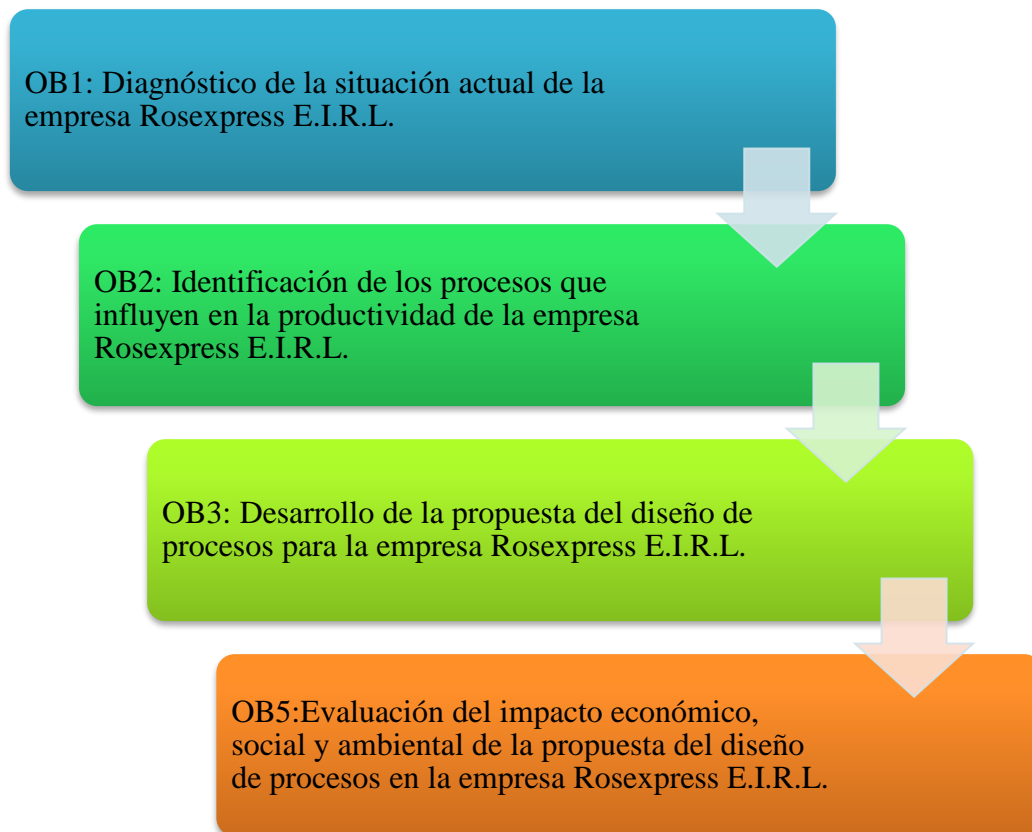 OB1: Diagnóstico de la situación actual de la
empresa Rosexpress E.I.R.L.
OB2: Identificación de los procesos que
influyen en la productividad de la empresa
Rosexpress E.I.R.L.
OB3: Desarrollo de la propuesta del diseño de
procesos para la empresa Rosexpress E.I.R.L.
OB5:Evaluación del impacto económico,
social y ambiental de la propuesta del diseño
de procesos en la empresa Rosexpress E.I.R.L.